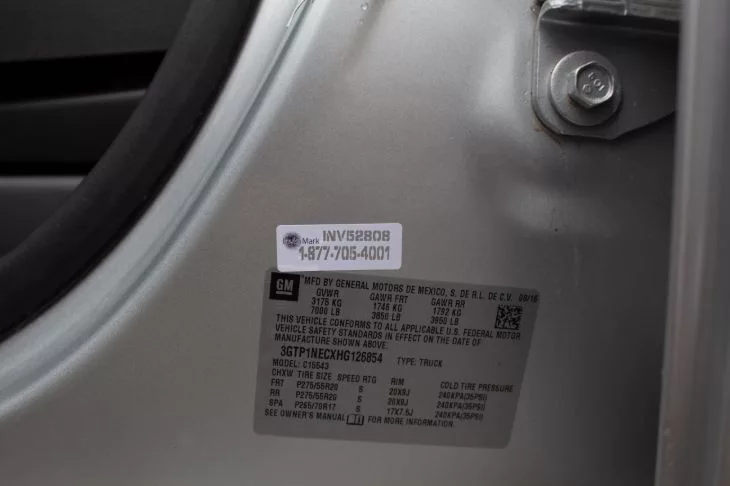 Mark INV52808
1-877-705-4001
GM
MFD BY GENERAL MOTORS DE MEXICO, S. DE R.L. DE C.V. 08/16
GVWR GAWR FRT GAWR RR
3175 KG 1746 KG 1792 KG
7000 LB 3850 LB 3950 LB
THIS VEHICLE CONFORMS TO ALL APPLICABLE U.S. FEDERAL MOTOR
VEHICLE SAFETY STANDARDS IN EFFECT ON THE DATE OF
MANUFACTURE SHOWN ABOVE.
3GTP1NECXHG126854 TYPE: TRUCK
MODEL: C15543
CHXW TIRE SIZE SPEED RTG RIM COLD TIRE PRESSURE
FRT P275/55R20 S 20X9J 240KPA(35PSI)
RR P275/55R20 S 20X9J 240KPA(35PSI)
SPA P265/70R17 S 17X7.5J 240KPA(35PSI)
SEE OWNER'S MANUAL FOR MORE INFORMATION.